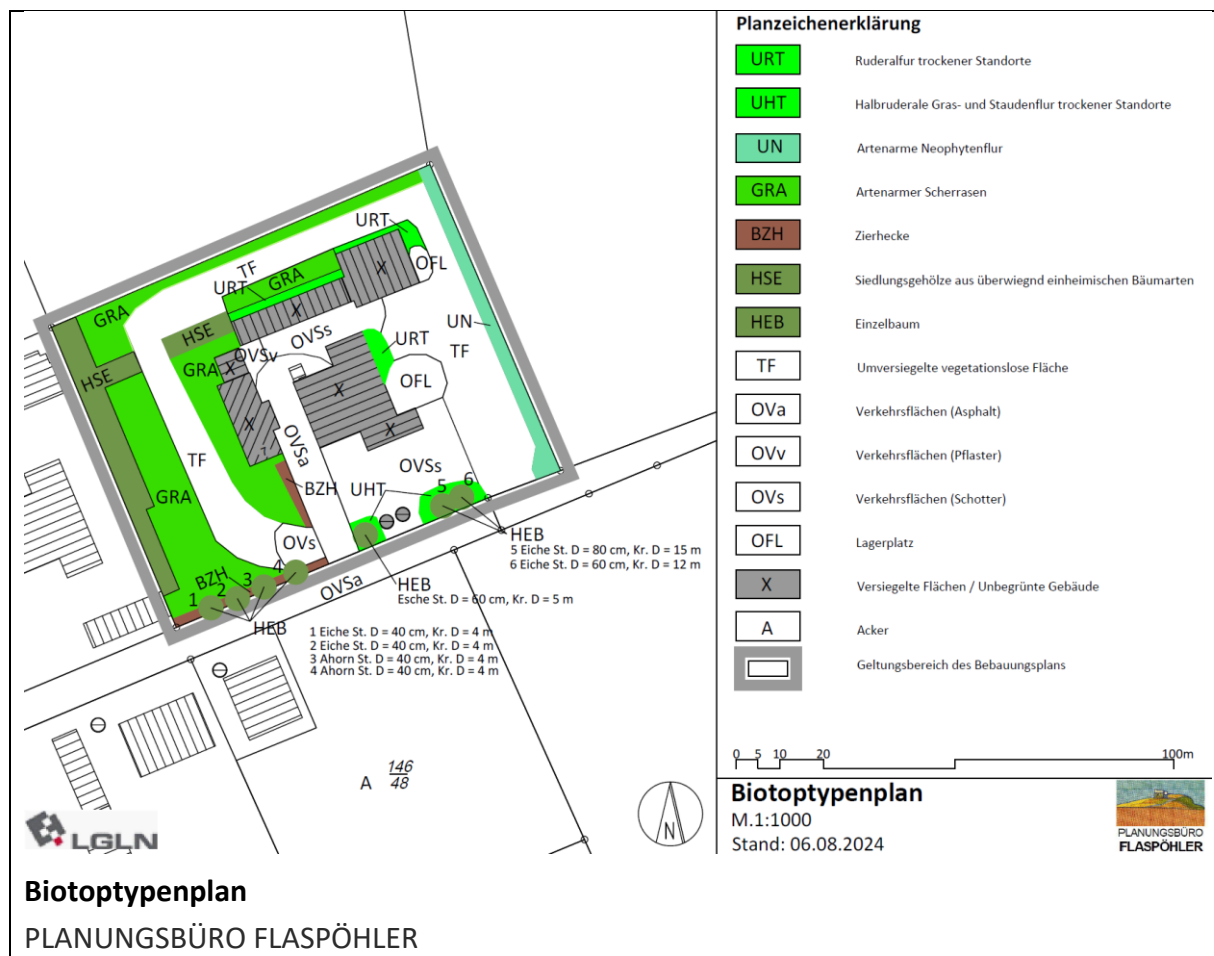 URT
TF
GRA
URT
X
OFL
X
GRA
HSE
OVSs
UN
URT
TF
OVSv
GRA
X
HSE
X
OFL
X
X
7
OVSa
TF
OVSs
BZH
UHT
5 6
GRA
OVs
HEB
5 Eiche St. D = 80 cm, Kr. D = 15 m
6 Eiche St. D = 60 cm, Kr. D = 12 m
BZH
1 2 3 4
OVSa
HEB
Esche St. D = 60 cm, Kr. D = 5 m
HEB
1 Eiche St. D = 40 cm, Kr. D = 4 m
2 Eiche St. D = 40 cm, Kr. D = 4 m
3 Ahorn St. D = 40 cm, Kr. D = 4 m
4 Ahorn St. D = 40 cm, Kr. D = 4 m
A 146
48
N
LGLN
Planzeichenerklärung
URT Ruderalfur trockener Standorte
UHT Halbruderale Gras- und Staudenflur trockener Standorte
UN Artenarme Neophytenflur
GRA Artenarmer Scherrasen
BZH Zierhecke
HSE Siedlungsgehölze aus überwiegnd einheimischen Bäumarten
HEB Einzelbaum
TF Umversiegelte vegetationslose Fläche
OVa Verkehrsflächen (Asphalt)
OVv Verkehrsflächen (Pflaster)
OVs Verkehrsflächen (Schotter)
OFL Lagerplatz
X Versiegelte Flächen / Unbegrünte Gebäude
A Acker
Geltungsbereich des Bebauungsplans
0 5 10 20 100m
Biotoptypenplan
M.1:1000
Stand: 06.08.2024
PLANUNGSBÜRO
FLASPÖHLER
Biotoptypenplan
PLANUNGSBÜRO FLASPÖHLER